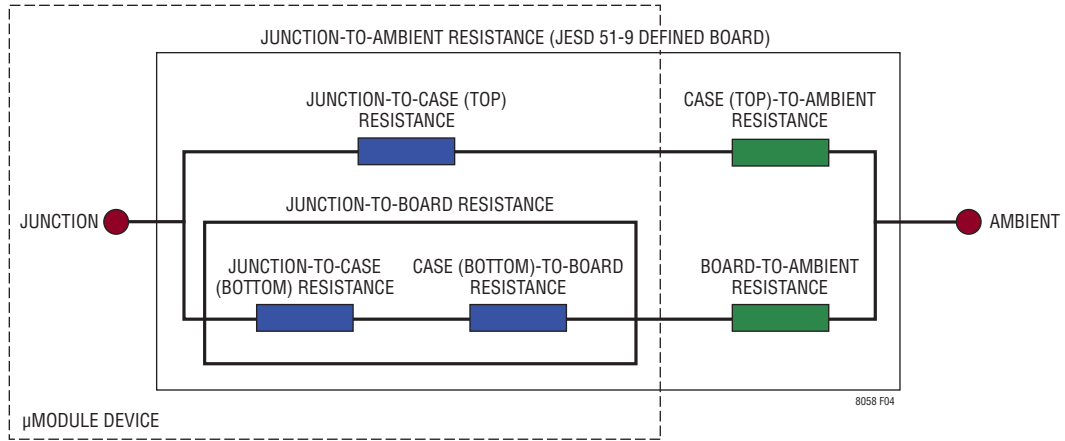 JUNCTION-TO-AMBIENT RESISTANCE (JESD 51-9 DEFINED BOARD)
JUNCTION-TO-CASE (TOP)
RESISTANCE
CASE (TOP)-TO-AMBIENT
RESISTANCE
JUNCTION
JUNCTION-TO-BOARD RESISTANCE
AMBIENT
JUNCTION-TO-CASE
(BOTTOM) RESISTANCE
CASE (BOTTOM)-TO-BOARD
RESISTANCE
BOARD-TO-AMBIENT
RESISTANCE
8058 F04
µMODULE DEVICE